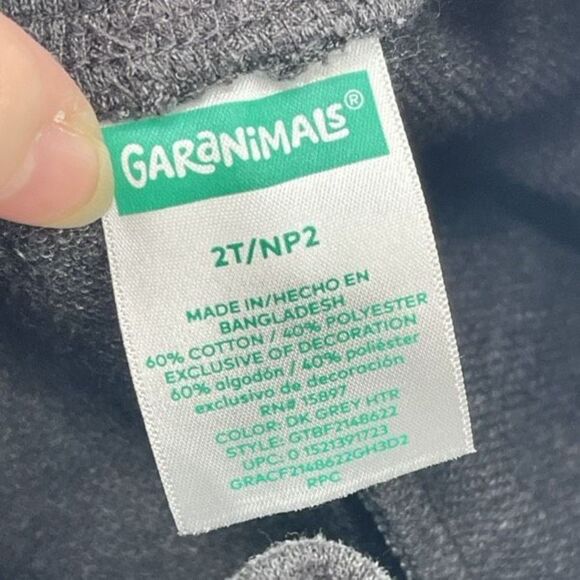 GARaNiMALS®
2T/NP2
MADE IN/HECHO EN
BANGLADESH
60% COTTON / 40% POLYESTER
EXCLUSIVE OF DECORATION
60% algodón / 40% poliéster
exclusivo de decoración
RN# 15897
COLOR: DK GREY HTR
STYLE: GTBF2148622
UPC: 0 1521391723
GRACF2148622GH3D2
RPC